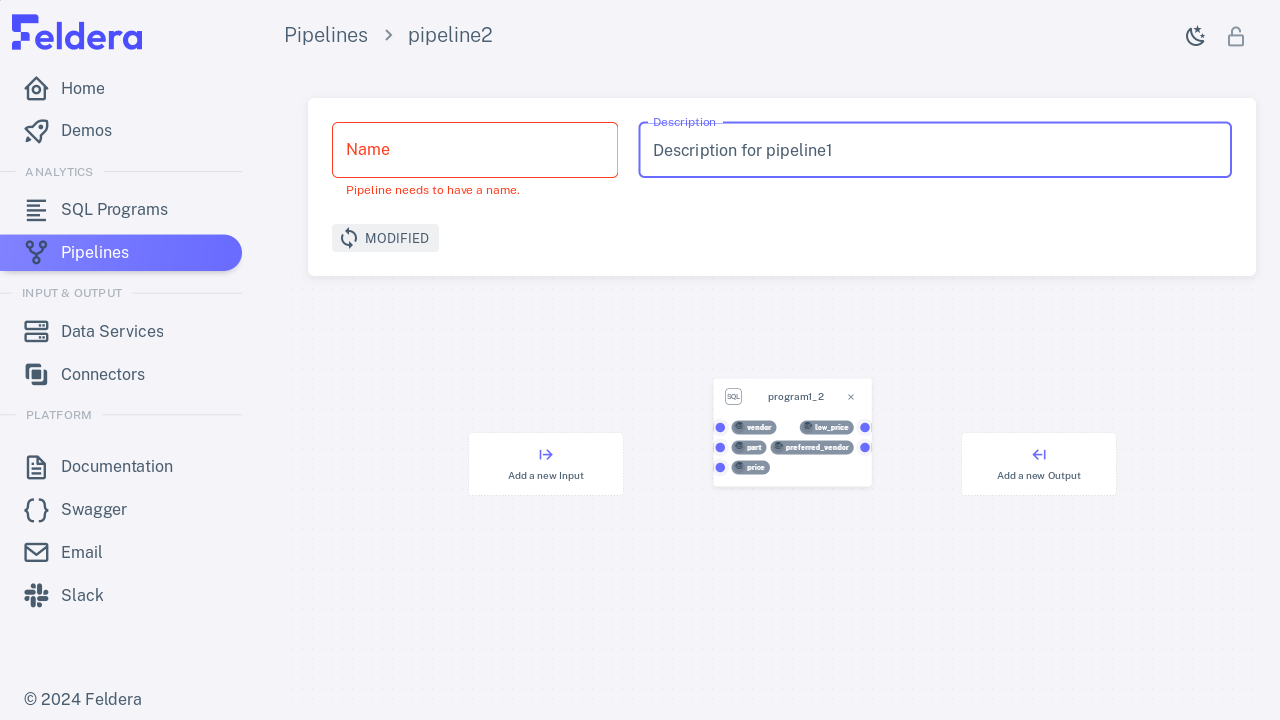 Feldera
Home
Demos
ANALYTICS
SQL Programs
Pipelines
INPUT & OUTPUT
Data Services
Connectors
PLATFORM
Documentation
Swagger
Email
Slack
© 2024 Feldera
Pipelines > pipeline2
Name
Pipeline needs to have a name.
Description
Description for pipeline1
MODIFIED
Add a new Input
SQL program1_2 ×
vendor low_price
part preferred_vendor
price
Add a new Output